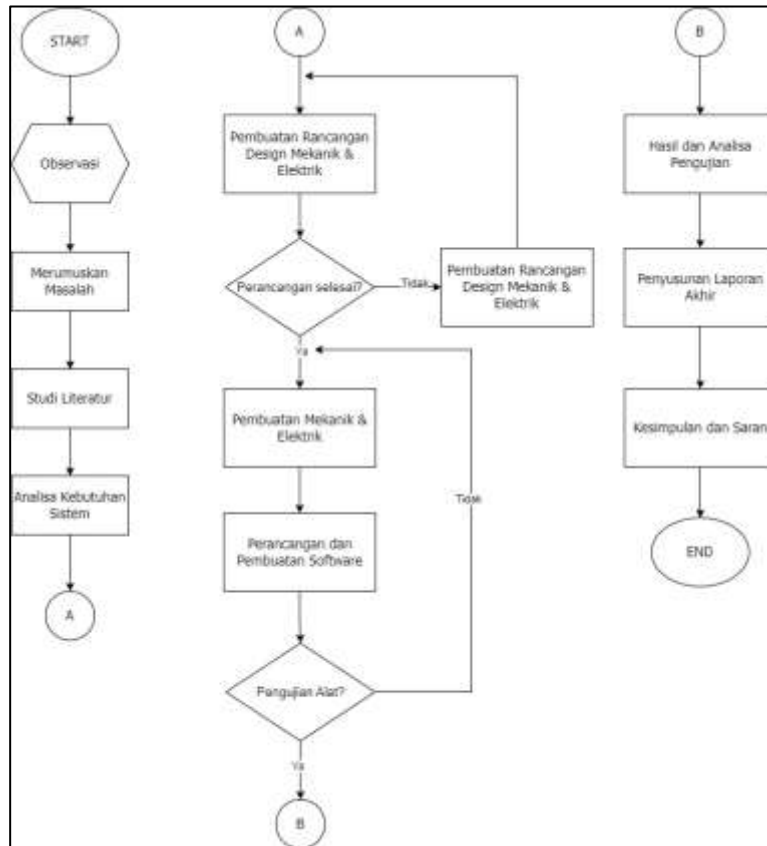 START
Observasi
Merumuskan
Masalah
Studi Literatur
Analisa Kebutuhan
Sistem
A
A
Pembuatan Rancangan
Design Mekanik &
Elektrik
Perancangan selesai?
Tidak
Pembuatan Rancangan
Design Mekanik &
Elektrik
Ya
Pembuatan Mekanik &
Elektrik
Tidak
Perancangan dan
Pembuatan Software
Pengujian Alat?
Ya
B
B
Hasil dan Analisa
Pengujian
Penyusunan Laporan
Akhir
Kesimpulan dan Saran
END